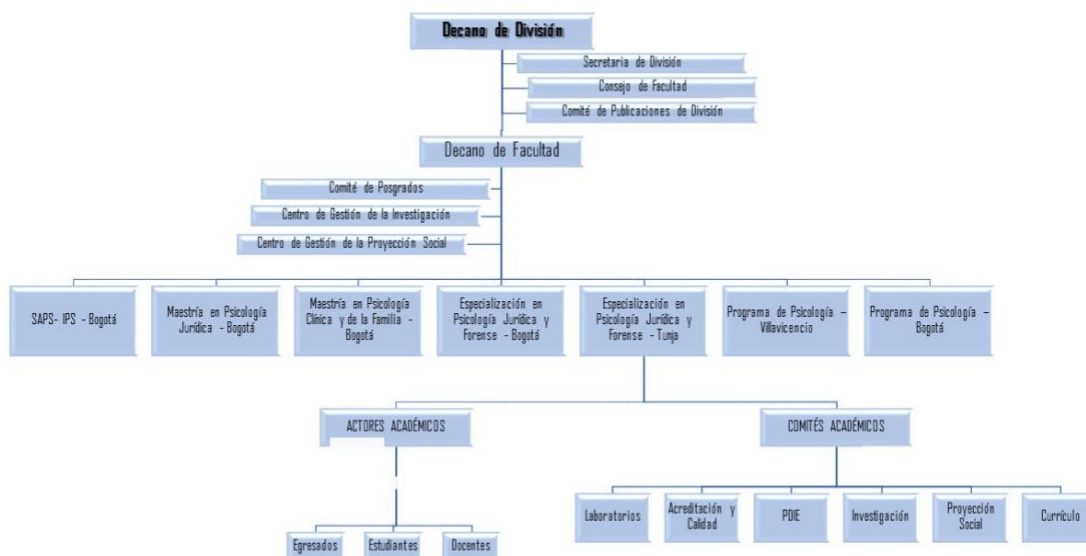 Decano de División
Secretaria de División
Consejo de Facultad
Comité de Publicaciones de División
Decano de Facultad
Comité de Posgrados
Centro de Gestión de la Investigación
Centro de Gestión de la Proyección Social
SAPS- IPS - Bogotá
Maestría en Psicología
Jurídica - Bogotá
Maestría en Psicología
Clínica y de la Familia -
Bogotá
Especialización en
Psicología Jurídica y
Forense - Bogotá
Especialización en
Psicología Jurídica y
Forense - Tunja
Programa de Psicología –
Villavicencio
Programa de Psicología –
Bogotá
ACTORES ACADÉMICOS
COMITÉS ACADÉMICOS
Egresados
Estudiantes
Docentes
Laboratorios
Acreditación y
Calidad
PDIE
Investigación
Proyección
Social
Currículo